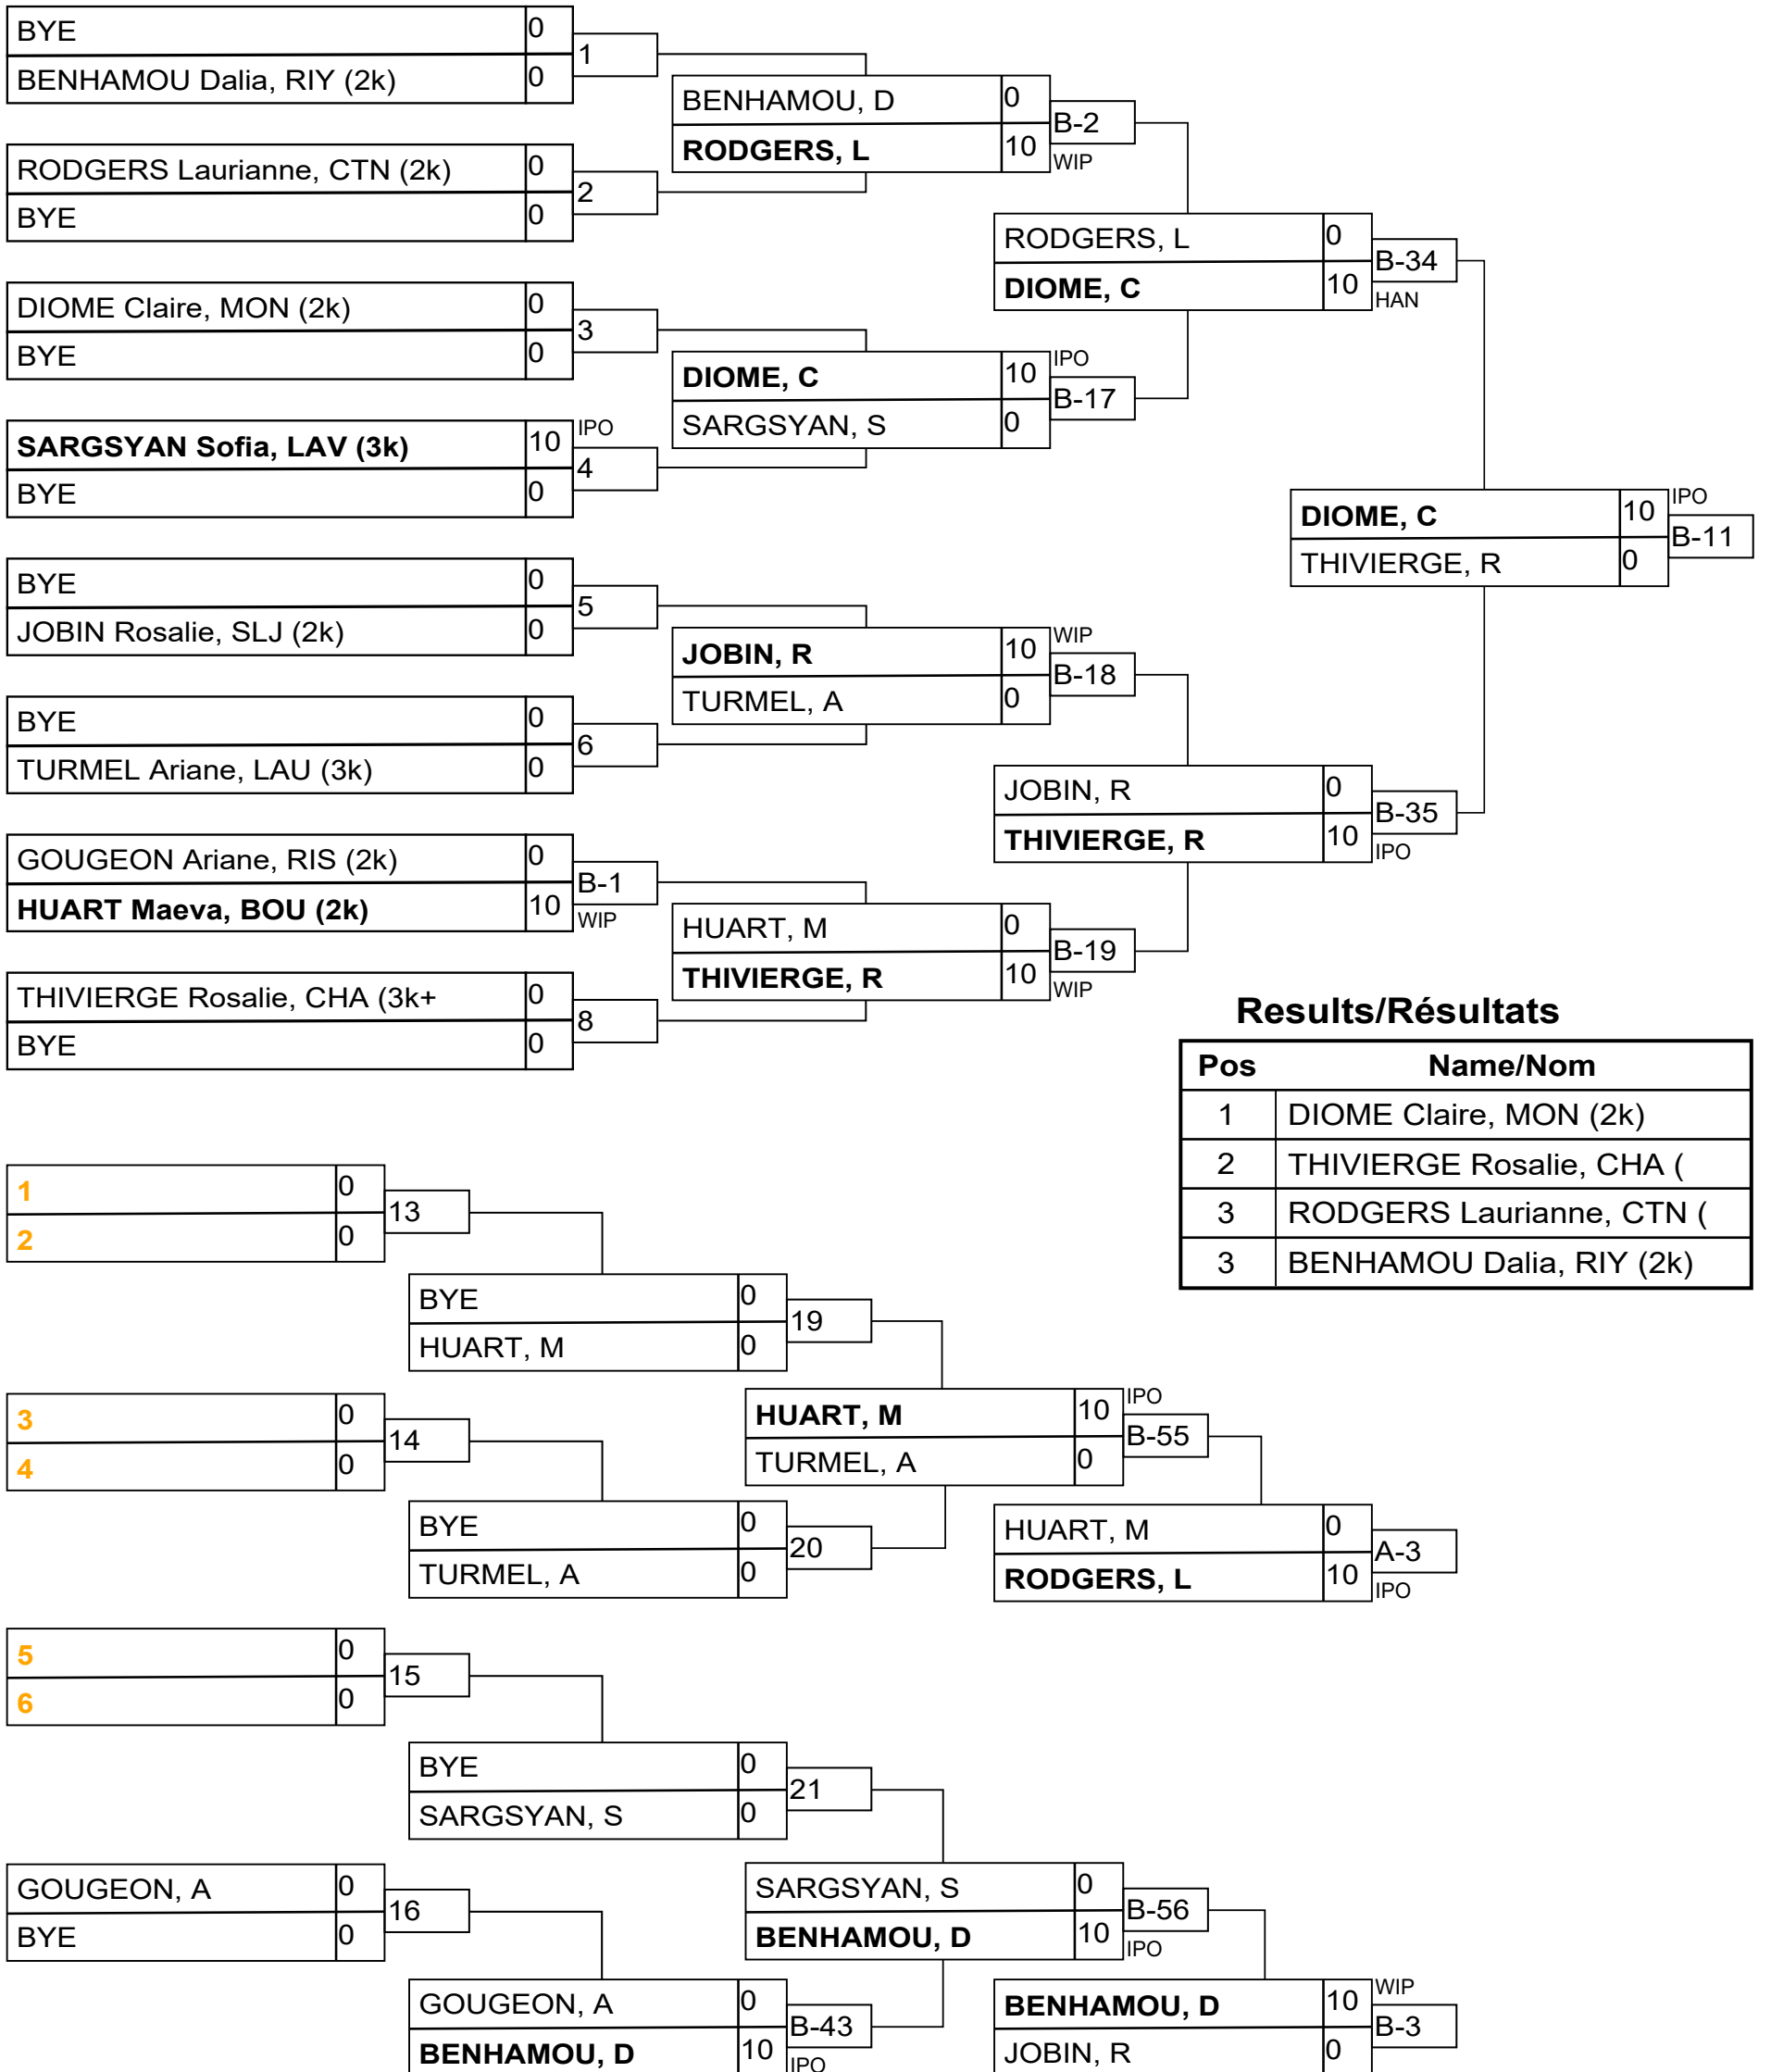 BYE 0
1
BENHAMOU Dalia, RIY (2k) 0
BENHAMOU, D 0
B-2
RODGERS, L 10
WIP
RODGERS Laurianne, CTN (2k) 0
2
BYE 0
RODGERS, L 0
B-34
DIOME, C 10
HAN
DIOME Claire, MON (2k) 0
3
BYE 0
IPO
DIOME, C 10
B-17
SARGSYAN, S 0
IPO
SARGSYAN Sofia, LAV (3k) 10
4
BYE 0
IPO
DIOME, C 10
B-11
THIVIERGE, R 0
BYE 0
5
JOBIN Rosalie, SLJ (2k) 0
WIP
JOBIN, R 10
B-18
TURMEL, A 0
BYE 0
6
TURMEL Ariane, LAU (3k) 0
JOBIN, R 0
B-35
THIVIERGE, R 10
IPO
GOUGEON Ariane, RIS (2k) 0
B-1
HUART Maeva, BOU (2k) 10
WIP
HUART, M 0
B-19
THIVIERGE, R 10
WIP
THIVIERGE Rosalie, CHA (3k+ 0
8
BYE 0
Results/Résultats
Pos Name/Nom
1 DIOME Claire, MON (2k)
2 THIVIERGE Rosalie, CHA (
3 RODGERS Laurianne, CTN (
3 BENHAMOU Dalia, RIY (2k)
1 0
13
2 0
BYE 0
19
HUART, M 0
3 0
14
4 0
IPO
HUART, M 10
B-55
TURMEL, A 0
BYE 0
20
TURMEL, A 0
HUART, M 0
A-3
RODGERS, L 10
IPO
5 0
15
6 0
BYE 0
21
SARGSYAN, S 0
GOUGEON, A 0
16
BYE 0
SARGSYAN, S 0
B-56
BENHAMOU, D 10
IPO
GOUGEON, A 0
B-43
BENHAMOU, D 10
IPO
WIP
BENHAMOU, D 10
B-3
JOBIN, R 0